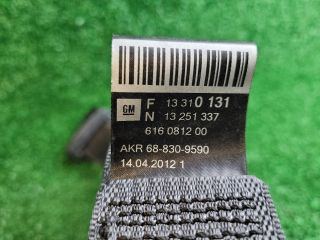 GM F 13 310 131
N 13 251 337
616 0812 00
AKR 68-830-9590
14.04.2012 1